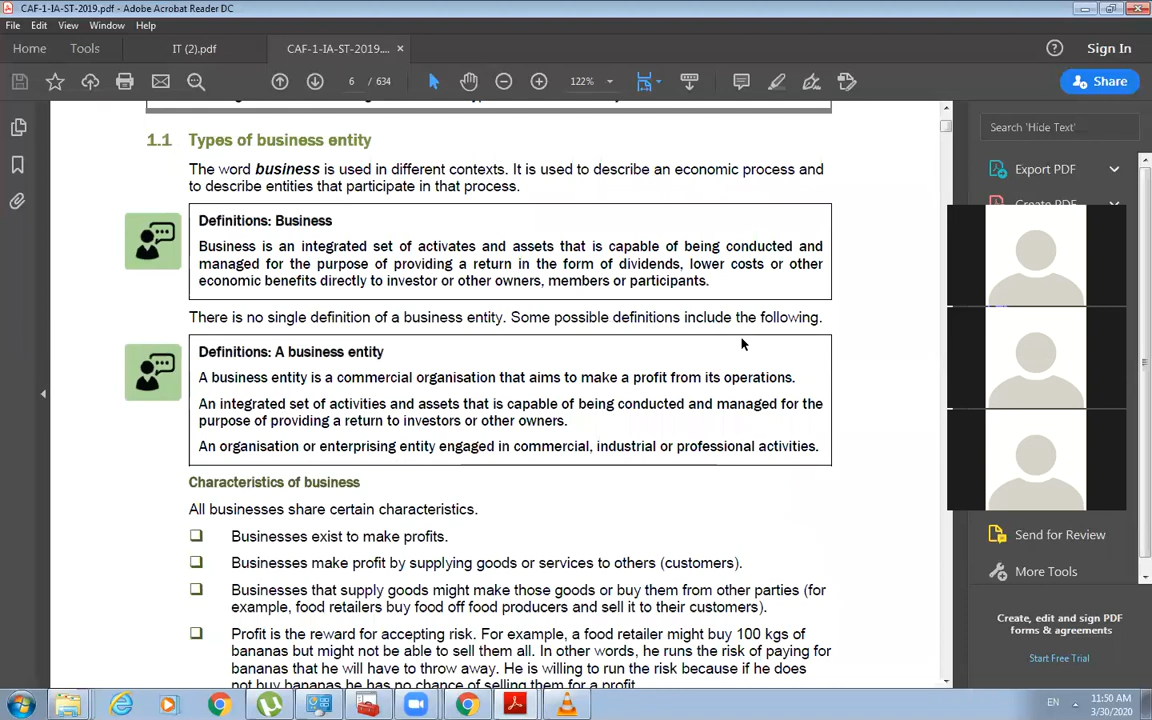 CAF-1-IA-ST-2019.pdf - Adobe Acrobat Reader DC
File Edit View Window Help
Home Tools IT (2).pdf CAF-1-IA-ST-2019.... × Sign In
6 / 634 122% Share
1.1 Types of business entity
The word business is used in different contexts. It is used to describe an economic process and
to describe entities that participate in that process.
Definitions: Business
Business is an integrated set of activates and assets that is capable of being conducted and
managed for the purpose of providing a return in the form of dividends, lower costs or other
economic benefits directly to investor or other owners, members or participants.
There is no single definition of a business entity. Some possible definitions include the following.
Definitions: A business entity
A business entity is a commercial organisation that aims to make a profit from its operations.
An integrated set of activities and assets that is capable of being conducted and managed for the
purpose of providing a return to investors or other owners.
An organisation or enterprising entity engaged in commercial, industrial or professional activities.
Characteristics of business
All businesses share certain characteristics.
Businesses exist to make profits.
Businesses make profit by supplying goods or services to others (customers).
Businesses that supply goods might make those goods or buy them from other parties (for
example, food retailers buy food off food producers and sell it to their customers).
Profit is the reward for accepting risk. For example, a food retailer might buy 100 kgs of
bananas but might not be able to sell them all. In other words, he runs the risk of paying for
bananas that he will have to throw away. He is willing to run the risk because if he does
not buy bananas he has no chance of selling them for a profit
Search 'Hide Text'
Export PDF
Create PDF
Send for Review
More Tools
Create, edit and sign PDF
forms & agreements
Start Free Trial
EN
11:50 AM
3/30/2020